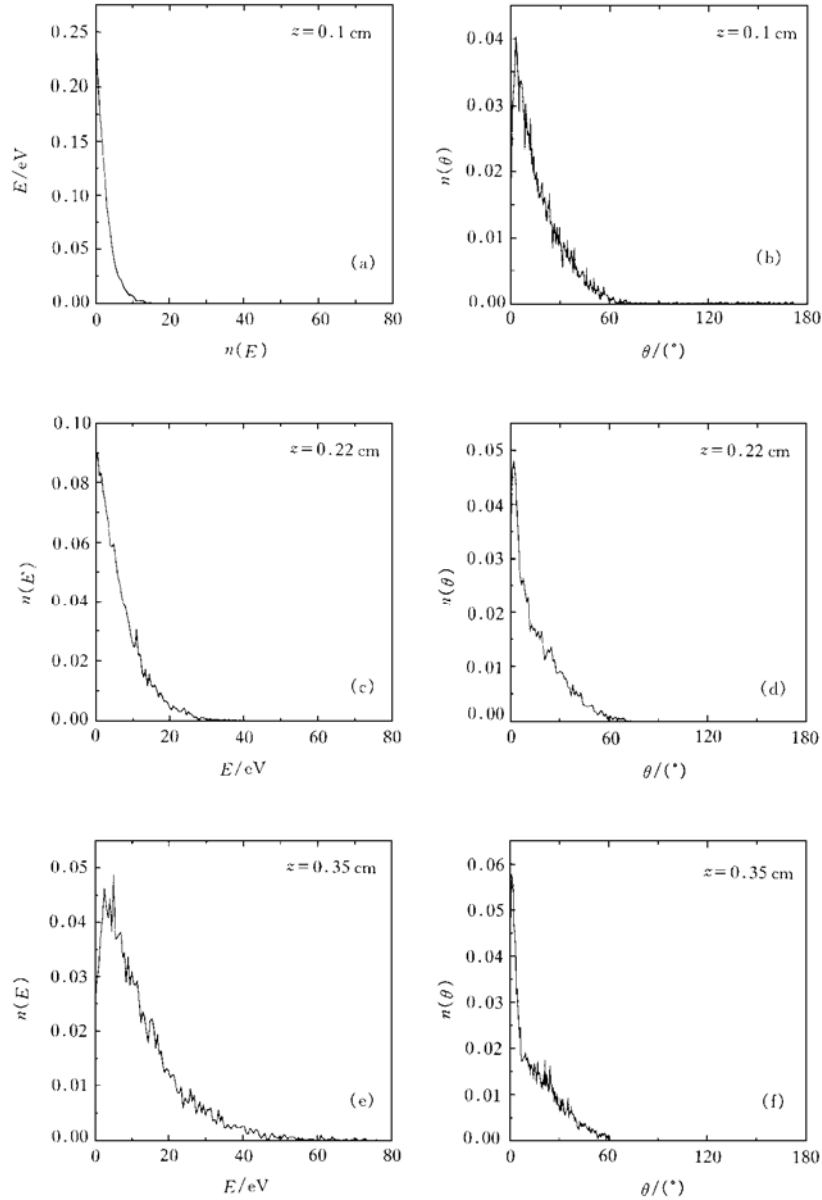 z=0.1 cm
0.25
0.20
0.15
0.10
0.05
0.00
E/eV
(a)
0 20 40 60 80
n(E)
z=0.1 cm
0.04
0.03
0.02
0.01
0.00
n(θ)
(b)
0 60 120 180
θ/(°)
z=0.22 cm
0.10
0.08
0.06
0.04
0.02
0.00
n(E)
(c)
0 20 40 60 80
E/eV
z=0.22 cm
0.05
0.04
0.03
0.02
0.01
0.00
n(θ)
(d)
0 60 120 180
θ/(°)
z=0.35 cm
0.05
0.04
0.03
0.02
0.01
0.00
n(E)
(e)
0 20 40 60 80
E/eV
z=0.35 cm
0.06
0.05
0.04
0.03
0.02
0.01
0.00
n(θ)
(f)
0 60 120 180
θ/(°)